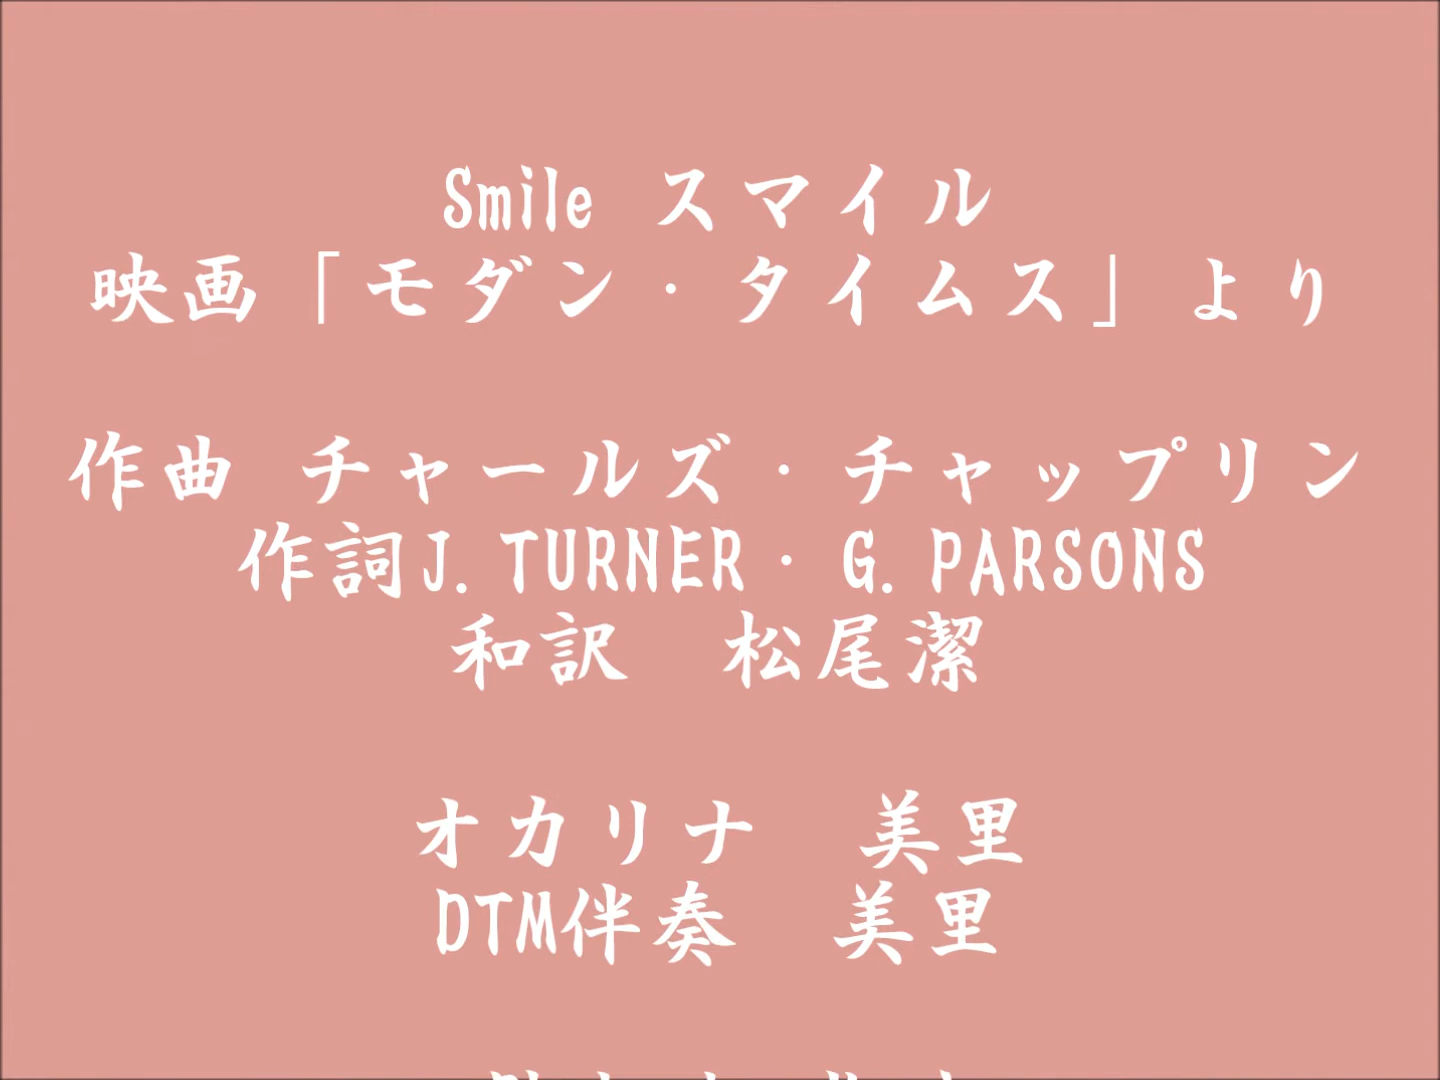 Smile スマイル
映画「モダン・タイムス」より
作曲 チャールズ・チャップリン
作詞J. TURNER・G. PARSONS
和訳　松尾潔
オカリナ　美里
DTM伴奏　美里